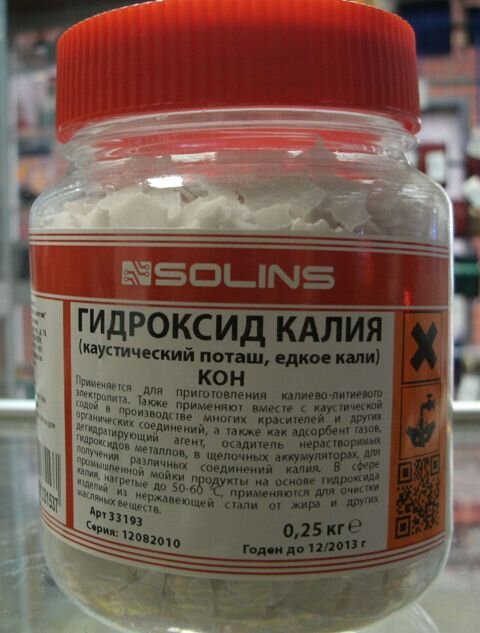 SOLINS
ГИДРОКСИД КАЛИЯ
(каустический поташ, едкое кали)
КОН
Применяется для приготовления калиево-литиевого
электролита. Также применяют вместе с каустической
содой в производстве многих красителей и других
органических соединений, а также как адсорбент газов,
дегидратирующий агент, осадитель нерастворимых
гидроксидов металлов, в щелочных аккумуляторах, для
получения различных соединений калия. В сфере
промышленной мойки продукты на основе гидроксида
калия, нагретые до 50-60 °С, применяются для очистки
изделий из нержавеющей стали от жира и других
масляных веществ.
Арт 33193
Серия: 12082010
0,25 кг ℮
Годен до 12/2013 г